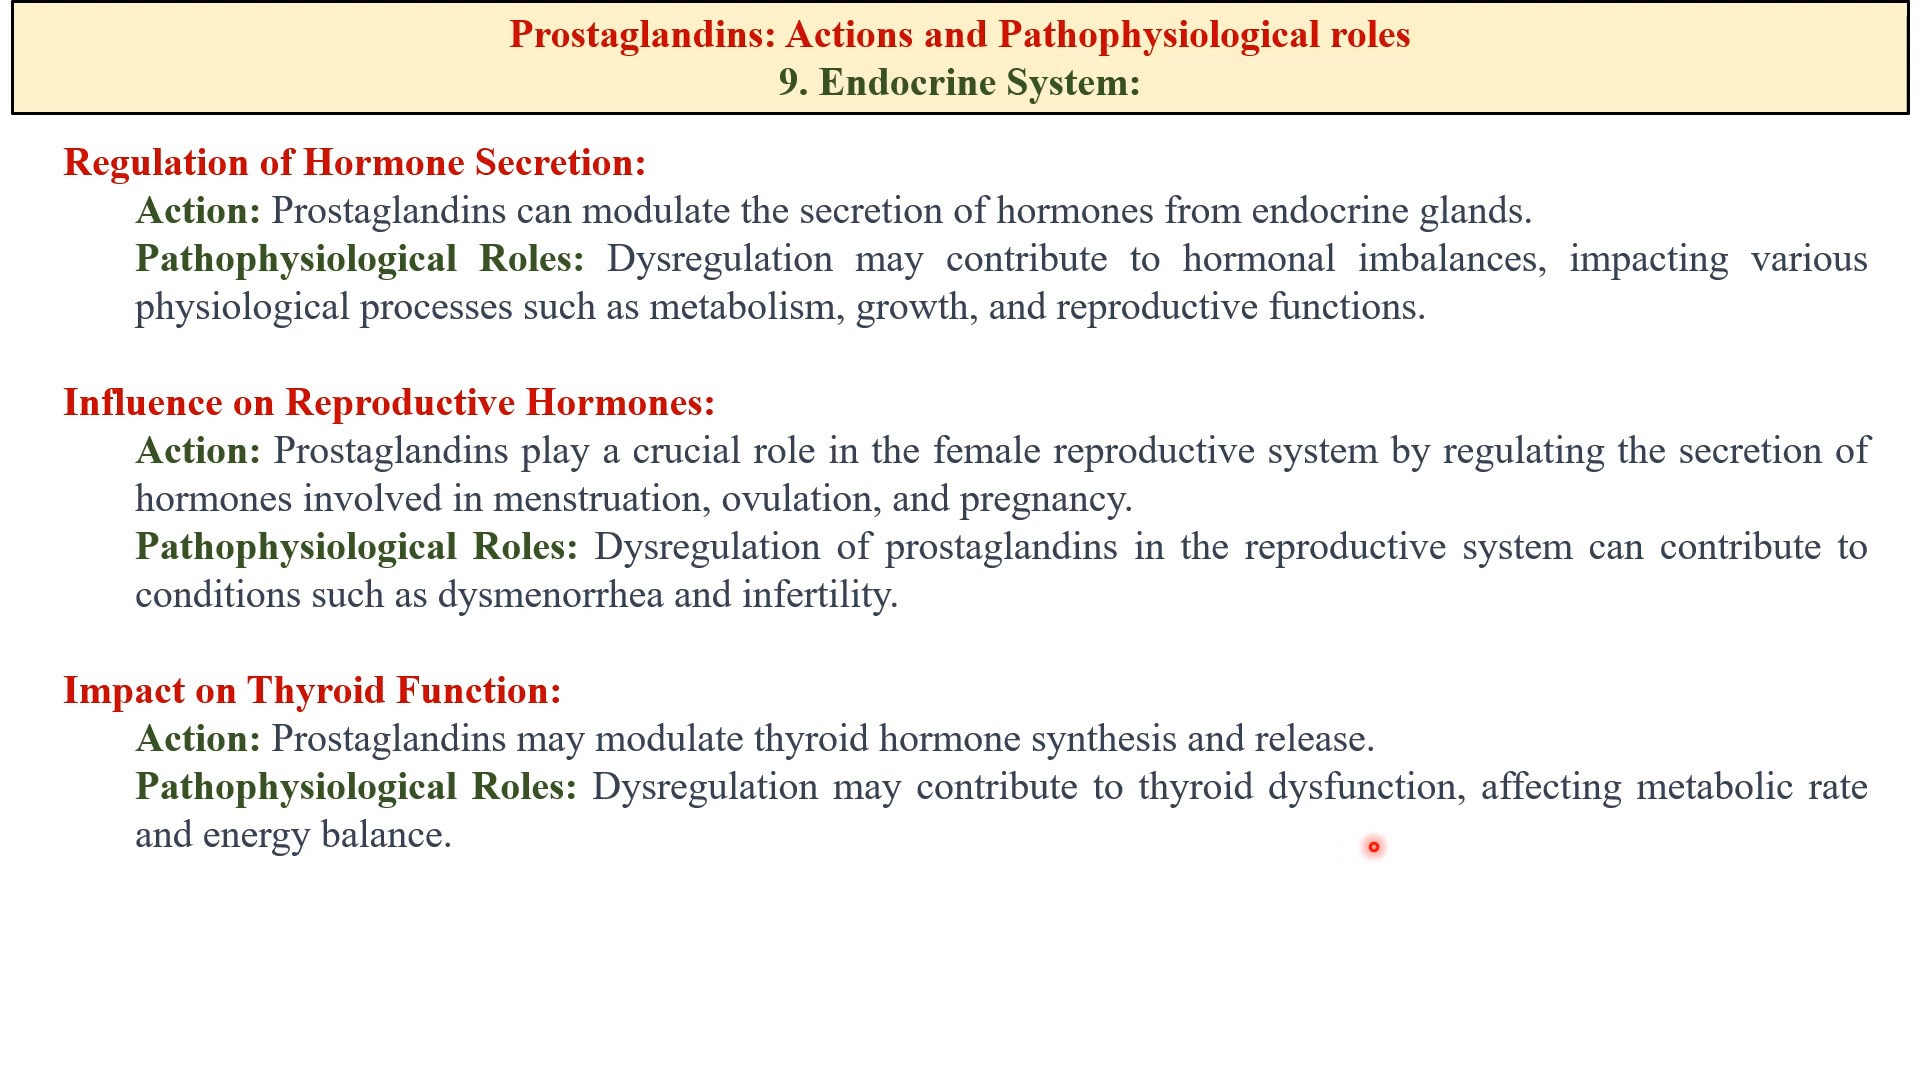 Prostaglandins: Actions and Pathophysiological roles
9. Endocrine System:
Regulation of Hormone Secretion:
Action: Prostaglandins can modulate the secretion of hormones from endocrine glands.
Pathophysiological Roles: Dysregulation may contribute to hormonal imbalances, impacting various
physiological processes such as metabolism, growth, and reproductive functions.
Influence on Reproductive Hormones:
Action: Prostaglandins play a crucial role in the female reproductive system by regulating the secretion of
hormones involved in menstruation, ovulation, and pregnancy.
Pathophysiological Roles: Dysregulation of prostaglandins in the reproductive system can contribute to
conditions such as dysmenorrhea and infertility.
Impact on Thyroid Function:
Action: Prostaglandins may modulate thyroid hormone synthesis and release.
Pathophysiological Roles: Dysregulation may contribute to thyroid dysfunction, affecting metabolic rate
and energy balance.